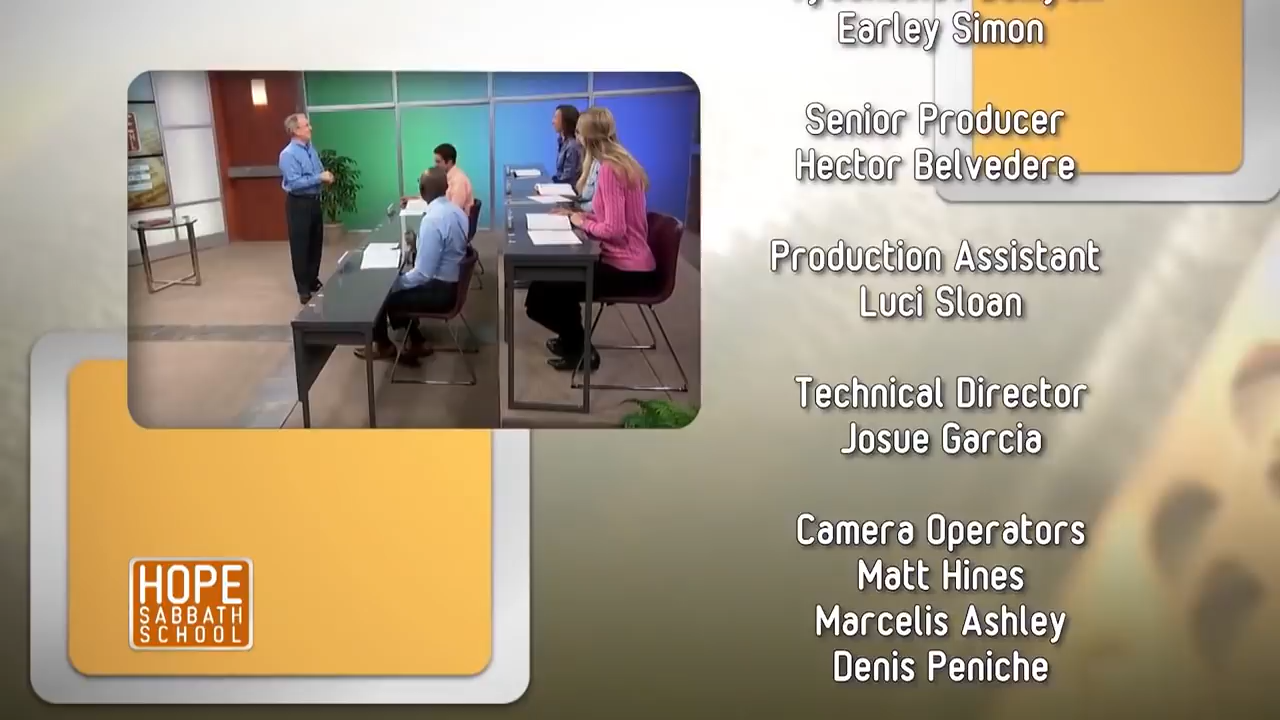 Earley Simon
Senior Producer
Hector Belvedere
Production Assistant
Luci Sloan
Technical Director
Josue Garcia
Camera Operators
Matt Hines
Marcelis Ashley
Denis Peniche
HOPE
SABBATH
SCHOOL